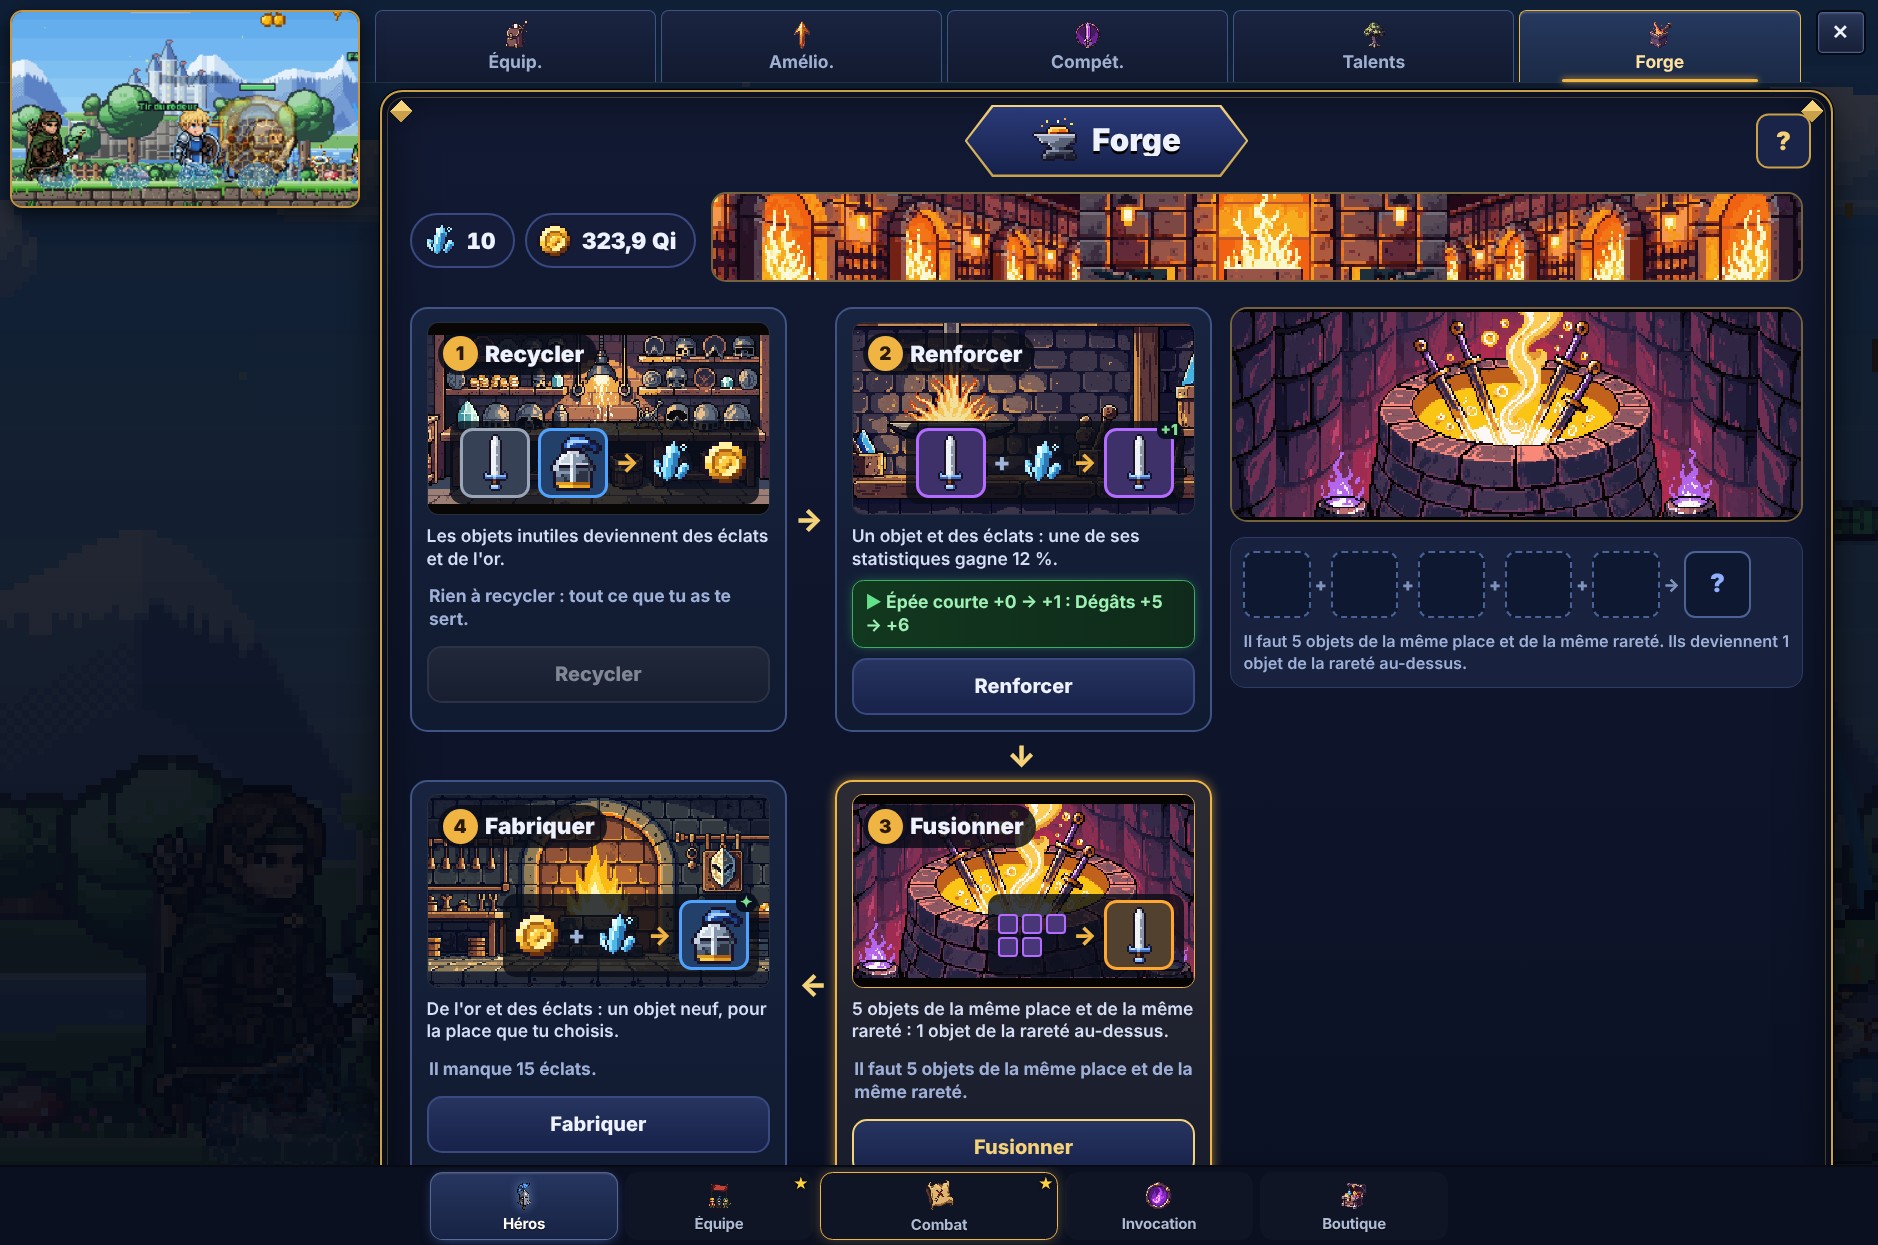 Équip.
Amélio.
Compét.
Talents
Forge
×
Tir du rôdeur
Forge
?
10
323,9 Qi
1 Recycler
Les objets inutiles deviennent des éclats
et de l'or.
Rien à recycler : tout ce que tu as te
sert.
Recycler
→
2 Renforcer
+
→
+1
Un objet et des éclats : une de ses
statistiques gagne 12 %.
▶ Épée courte +0 → +1 : Dégâts +5
→ +6
Renforcer
+ + + + → ?
Il faut 5 objets de la même place et de la même rareté. Ils deviennent 1
objet de la rareté au-dessus.
↓
4 Fabriquer
+ →
De l'or et des éclats : un objet neuf, pour
la place que tu choisis.
Il manque 15 éclats.
Fabriquer
←
3 Fusionner
→
5 objets de la même place et de la même
rareté : 1 objet de la rareté au-dessus.
Il faut 5 objets de la même place et de la
même rareté.
Fusionner
Héros
Équipe
★
Combat
★
Invocation
Boutique